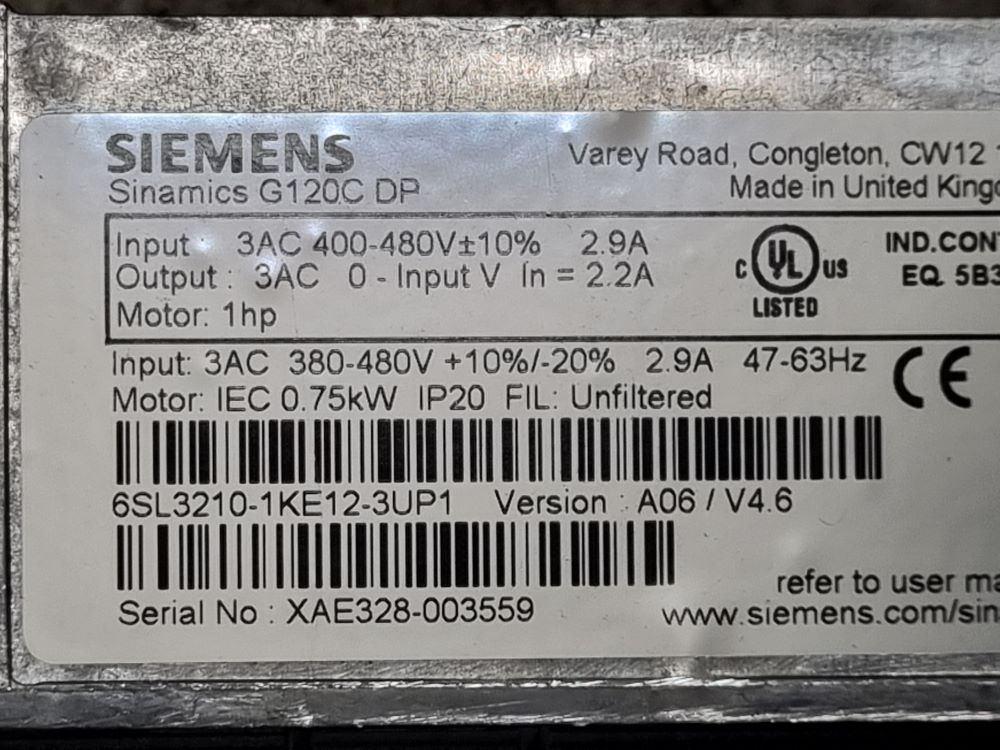 SIEMENS
Sinamics G120C DP
Varey Road, Congleton, CW12
Made in United
Input : 3AC 400-480V±10% 2.9A
Output : 3AC 0 - Input V In = 2.2A
Motor: 1hp
C UL US
LISTED
IND.CON
EQ. 5B3
Input: 3AC 380-480V +10%/-20% 2.9A 47-63Hz
Motor: IEC 0.75kW IP20 FIL: Unfiltered
CE
6SL3210-1KE12-3UP1 Version : A06 / V4.6
Serial No : XAE328-003559
refer to user
www.siemens.com/sin